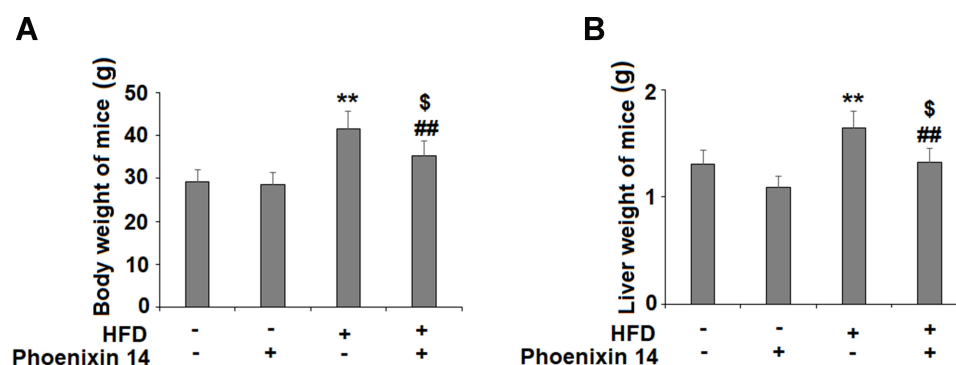 A
Body weight of mice (g)
50
40
30
20
10
0
**
$
##
HFD - - + +
Phoenixin 14 - + - +
B
Liver weight of mice (g)
2
1
0
**
$
##
HFD - - + +
Phoenixin 14 - + - +